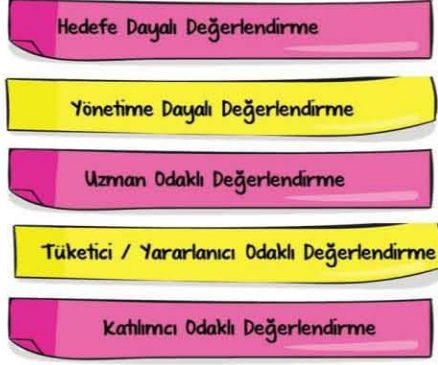 Hedefe Dayalı Değerlendirme
Yönetime Dayalı Değerlendirme
Uzman Odaklı Değerlendirme
Tüketici / Yararlanıcı Odaklı Değerlendirme
Katılımcı Odaklı Değerlendirme